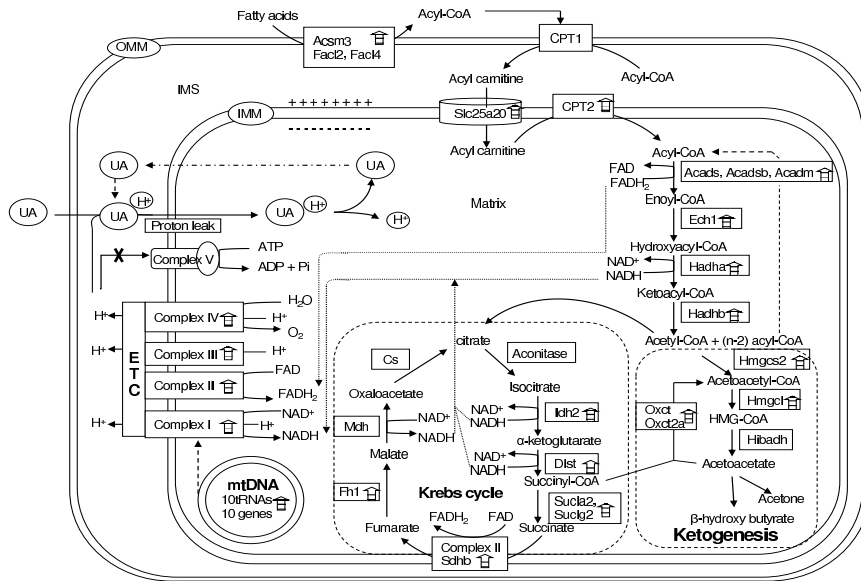 Fatty acids
Acyl-CoA
Acsm3
Facl2, Facl4
CPT1
OMM
Acyl carnitine
Acyl-CoA
IMS
IMM
+ + + + + + + +
- - - - - - - - - -
Slc25a20
CPT2
Acyl carnitine
Acyl-CoA
UA
UA
FAD
FADH2
Acads, Acadsb, Acadm
UA
UA
H+
UA
H+
H+
Matrix
Enoyl-CoA
Ech1
Proton leak
Hydroxyacyl-CoA
X
Complex V
ATP
ADP + Pi
NAD+
NADH
Hadha
Ketoacyl-CoA
Hadhb
ETC
H+
Complex IV
H2O
H+
O2
H+
Complex III
H+
Complex II
FAD
FADH2
H+
Complex I
NAD+
H+
NADH
citrate
Cs
Aconitase
Acetyl-CoA + (n-2) acyl-CoA
Hmgcs2
Oxaloacetate
Isocitrate
Acetoacetyl-CoA
Mdh
NAD+
NADH
NAD+
NADH
Idh2
Oxct
Oxct2a
Hmgcl
HMG-CoA
Malate
α-ketoglutarate
Hibadh
NAD+
NADH
Dlst
Acetoacetate
mtDNA
10tRNAs
10 genes
Fh1
Krebs cycle
Succinyl-CoA
Sucla2,
Suclg2
Acetone
Fumarate
FADH2
FAD
Succinate
β-hydroxy butyrate
Ketogenesis
Complex II
Sdhb